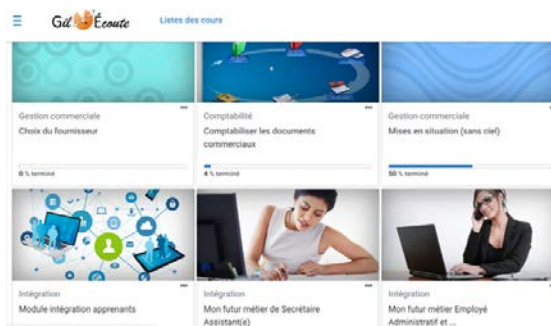 Gil Écoute
Listes des cours
Gestion commerciale
Choix du fournisseur
0 % terminé
Comptabilité
Comptabiliser les documents
commerciaux
4 % terminé
Gestion commerciale
Mises en situation (sans ciel)
50 % terminé
Intégration
Module intégration apprenants
Intégration
Mon futur métier de Secrétaire
Assistant(e)
Intégration
Mon futur métier Employé
Administratif et ...